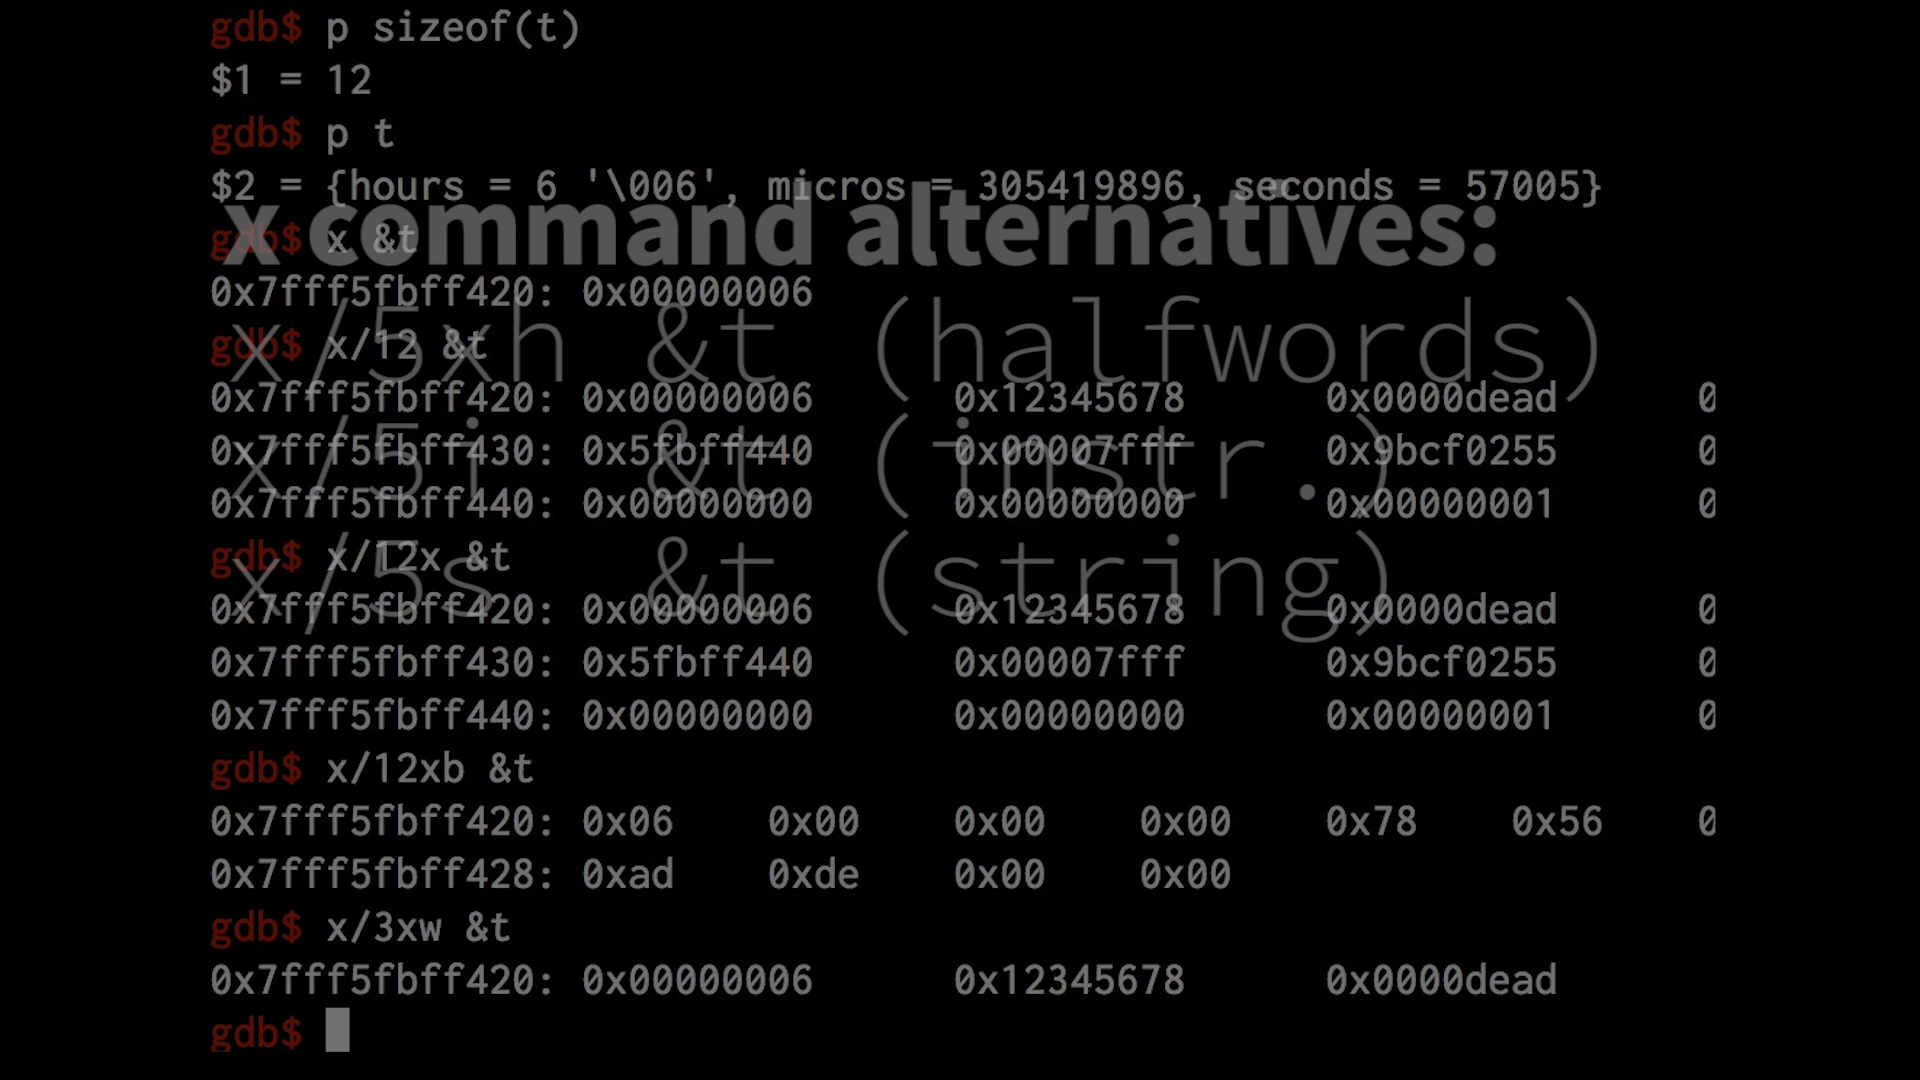 gdb$ p sizeof(t)
$1 = 12
gdb$ p t
$2 = {hours = 6 '\006', micros = 305419896, seconds = 57005}
x command alternatives:
gdb$ x &t
0x7fff5fbff420: 0x00000006
x/5xh &t (halfwords)
gdb$ x/12 &t
0x7fff5fbff420: 0x00000006 0x12345678 0x0000dead 0
0x7fff5fbff430: 0x5fbff440 0x00007fff 0x9bcf0255 0
x/5i &t (instr.)
0x7fff5fbff440: 0x00000000 0x00000000 0x00000001 0
gdb$ x/12x &t
x/5s &t (string)
0x7fff5fbff420: 0x00000006 0x12345678 0x0000dead 0
0x7fff5fbff430: 0x5fbff440 0x00007fff 0x9bcf0255 0
0x7fff5fbff440: 0x00000000 0x00000000 0x00000001 0
gdb$ x/12xb &t
0x7fff5fbff420: 0x06 0x00 0x00 0x00 0x78 0x56 0
0x7fff5fbff428: 0xad 0xde 0x00 0x00
gdb$ x/3xw &t
0x7fff5fbff420: 0x00000006 0x12345678 0x0000dead
gdb$